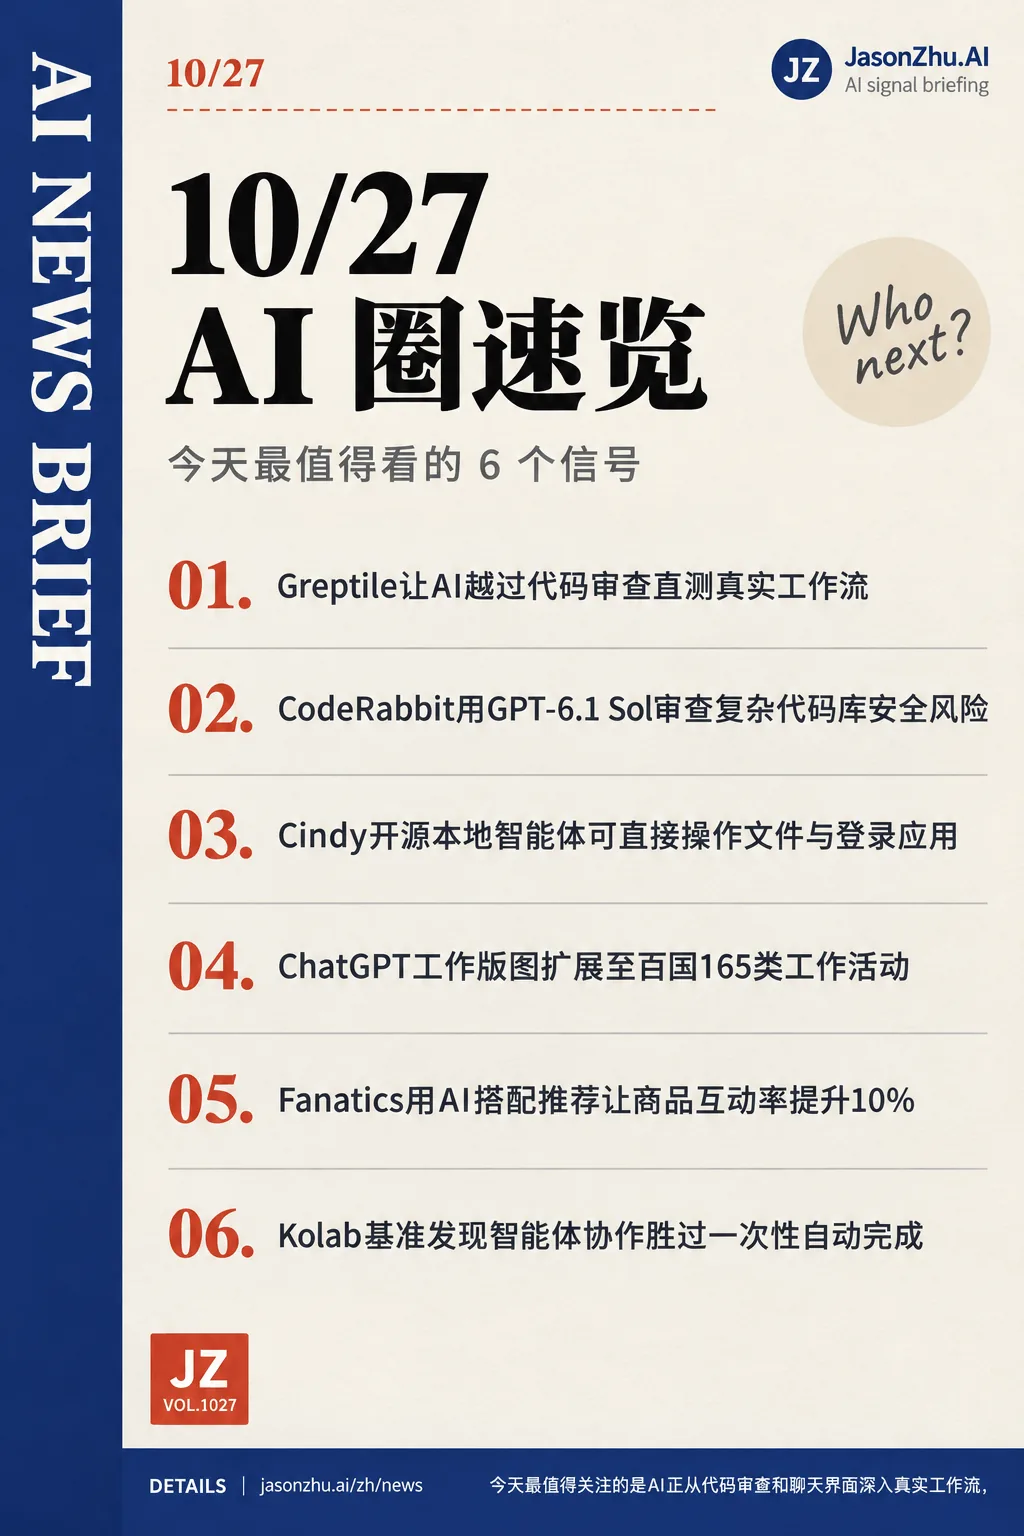 AI NEWS BRIEF
10/27
JZ
JasonZhu.AI
AI signal briefing
10/27
AI 圈速览
Who
next?
今天最值得看的 6 个信号
01. Greptile让AI越过代码审查直测真实工作流
02. CodeRabbit用GPT-6.1 Sol审查复杂代码库安全风险
03. Cindy开源本地智能体可直接操作文件与登录应用
04. ChatGPT工作版图扩展至百国165类工作活动
05. Fanatics用AI搭配推荐让商品互动率提升10%
06. Kolab基准发现智能体协作胜过一次性自动完成
JZ
VOL.1027
DETAILS | jasonzhu.ai/zh/news
今天最值得关注的是AI正从代码审查和聊天界面深入真实工作流，